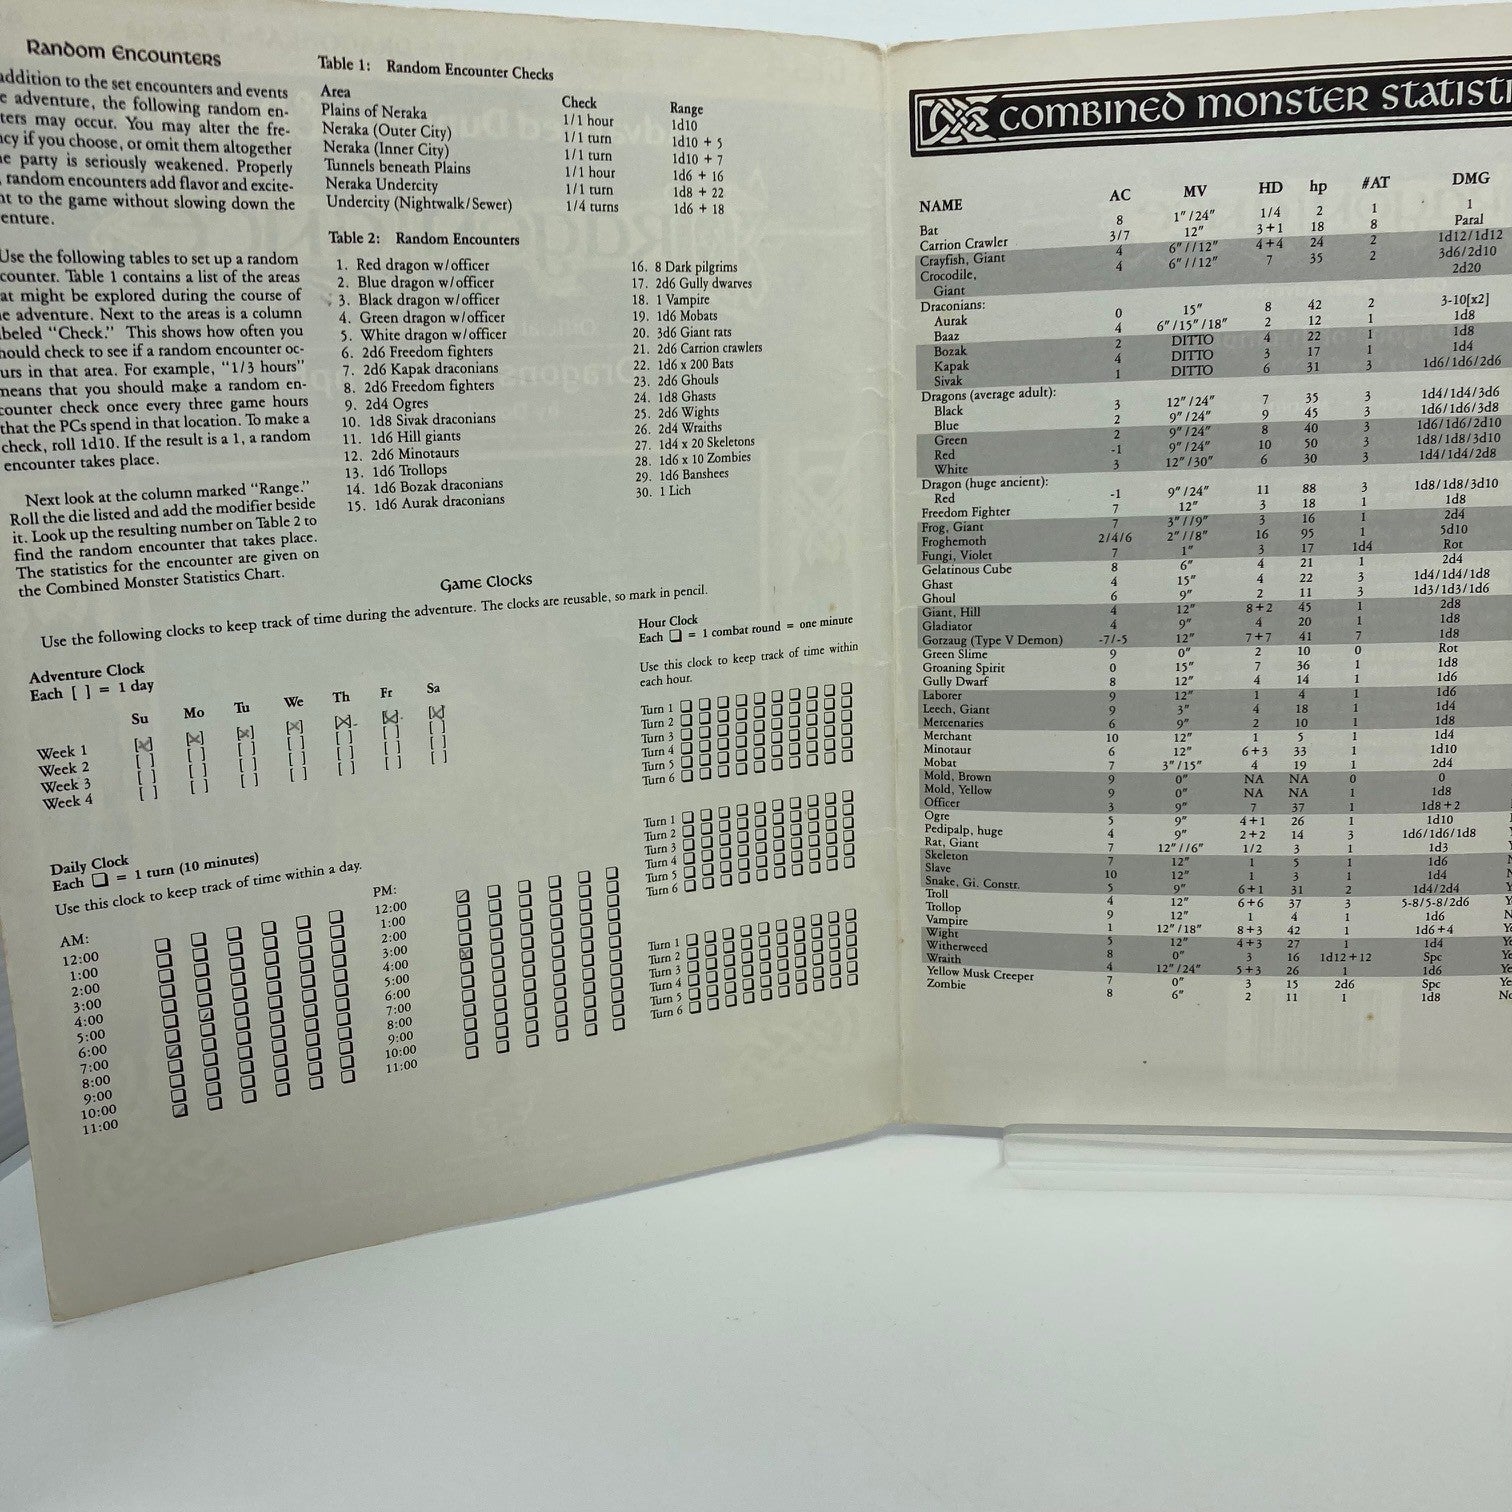 Random Encounters
addition to the set encounters and events
adventure, the following random en-
ters may occur. You may alter the fre-
if you choose, or omit them altogether
party is seriously weakened. Properly
random encounters add flavor and excite-
to the game without slowing down the
enture.
Use the following tables to set up a random
counter. Table 1 contains a list of the areas
at might be explored during the course of
adventure. Next to the areas is a column
beled "Check." This shows how often you
hould check to see if a random encounter oc-
urs in that area. For example, "1/3 hours"
means that you should make a random en-
counter check once every three game hours
that the PCs spend in that location. To make a
check, roll 1d10. If the result is a 1, a random
encounter takes place.
Next look at the column marked "Range."
Roll the die listed and add the modifier beside
it. Look up the resulting number on Table 2 to
find the random encounter that takes place.
The statistics for the encounter are given on
the Combined Monster Statistics Chart.
Table 1: Random Encounter Checks
Area Check Range
Plains of Neraka 1/1 hour 1d10
Neraka (Outer City) 1/1 turn 1d10 + 5
Neraka (Inner City) 1/1 turn 1d10 + 7
Tunnels beneath Plains 1/1 hour 1d6 + 16
Neraka Undercity 1/1 turn 1d8 + 22
Undercity (Nightwalk/Sewer) 1/4 turns 1d6 + 18
Table 2: Random Encounters
1. Red dragon w/officer
2. Blue dragon w/officer
3. Black dragon w/officer
4. Green dragon w/officer
5. White dragon w/officer
6. 2d6 Freedom fighters
7. 2d6 Kapak draconians
8. 2d6 Freedom fighters
9. 2d4 Ogres
10. 1d8 Sivak draconians
11. 1d6 Hill giants
12. 2d6 Minotaurs
13. 1d6 Trollops
14. 1d6 Bozak draconians
15. 1d6 Aurak draconians
16. 8 Dark pilgrims
17. 2d6 Gully dwarves
18. 1 Vampire
19. 1d6 Mobats
20. 3d6 Giant rats
21. 2d6 Carrion crawlers
22. 1d6 x 200 Bats
23. 2d6 Ghouls
24. 1d8 Ghasts
25. 2d6 Wights
26. 2d4 Wraiths
27. 1d4 x 20 Skeletons
28. 1d6 x 10 Zombies
29. 1d6 Banshees
30. 1 Lich
Game Clocks
Use the following clocks to keep track of time during the adventure. The clocks are reusable, so mark in pencil.
Adventure Clock
Each [ ] = 1 day
Su Mo Tu We Th Fr Sa
Week 1
Week 2
Week 3
Week 4
Daily Clock
Each ❏ = 1 turn (10 minutes)
Use this clock to keep track of time within a day.
AM:
12:00
1:00
2:00
3:00
4:00
5:00
6:00
7:00
8:00
9:00
10:00
11:00
PM:
12:00
1:00
2:00
3:00
4:00
5:00
6:00
7:00
8:00
9:00
10:00
11:00
Hour Clock
Each ❏ = 1 combat round = one minute
Use this clock to keep track of time within
each hour.
Turn 1
Turn 2
Turn 3
Turn 4
Turn 5
Turn 6
Turn 1
Turn 2
Turn 3
Turn 4
Turn 5
Turn 6
Turn 1
Turn 2
Turn 3
Turn 4
Turn 5
Turn 6
Combined Monster Statist
NAME AC MV HD hp #AT DMG
Bat 8 1"/24" 1/4 2 1 1
Carrion Crawler 3/7 12" 3+1 18 8 Paral
Crayfish, Giant 4 6"//12" 4+4 24 2 1d12/1d12
Crocodile, 4 6"//12" 7 35 2 3d6/2d10
Giant 2d20
Draconians:
Aurak 0 15" 8 42 2 3-10[x2]
Baaz 4 6"/15"/18" 2 12 1 1d8
Bozak 2 DITTO 4 22 1 1d8
Kapak 4 DITTO 3 17 1 1d4
Sivak 1 DITTO 6 31 3 1d6/1d6/2d6
Dragons (average adult):
Black 3 12"/24" 7 35 3 1d4/1d4/3d6
Blue 2 9"/24" 9 45 3 1d6/1d6/3d8
Green 2 9"/24" 8 40 3 1d6/1d6/2d10
Red -1 9"/24" 10 50 3 1d8/1d8/3d10
White 3 12"/30" 6 30 3 1d4/1d4/2d8
Dragon (huge ancient):
Red -1 9"/24" 11 88 3 1d8/1d8/3d10
Freedom Fighter 7 12" 3 18 1 1d8
Frog, Giant 7 3"//9" 3 16 1 2d4
Froghemoth 2/4/6 2"//8" 16 95 1 5d10
Fungi, Violet 7 1" 3 17 1d4 Rot
Gelatinous Cube 8 6" 4 21 1 2d4
Ghast 4 15" 4 22 3 1d4/1d4/1d8
Ghoul 6 9" 2 11 3 1d3/1d3/1d6
Giant, Hill 4 12" 8+2 45 1 2d8
Gladiator 4 9" 4 20 1 1d8
Gorzaug (Type V Demon) -7/-5 12" 7+7 41 7 1d8
Green Slime 9 0" 2 10 0 Rot
Groaning Spirit 0 15" 7 36 1 1d8
Gully Dwarf 8 12" 4 14 1 1d6
Laborer 9 12" 1 4 1 1d6
Leech, Giant 9 3" 4 18 1 1d4
Mercenaries 6 9" 2 10 1 1d8
Merchant 10 12" 1 5 1 1d4
Minotaur 6 12" 6+3 33 1 1d10
Mobat 7 3"/15" 4 19 1 2d4
Mold, Brown 9 0" NA NA 0 0
Mold, Yellow 9 0" NA NA 1 1d8
Officer 3 9" 7 37 1 1d8+2
Ogre 5 9" 4+1 26 1 1d10
Pedipalp, huge 4 9" 2+2 14 3 1d6/1d6/1d8
Rat, Giant 7 12"//6" 1/2 3 1 1d3
Skeleton 7 12" 1 5 1 1d6
Slave 10 12" 1 3 1 1d4
Snake, Gi. Constr. 5 9" 6+1 31 2 1d4/2d4
Troll 4 12" 6+6 37 3 5-8/5-8/2d6
Trollop 9 12" 1 4 1 1d6
Vampire 1 12"/18" 8+3 42 1 1d6+4
Wight 5 12" 4+3 27 1 1d4
Witherweed 8 0" 3 16 1d12+12 Spc
Wraith 4 12"/24" 5+3 26 1 1d6
Yellow Musk Creeper 7 0" 3 15 2d6 Spc
Zombie 8 6" 2 11 1 1d8